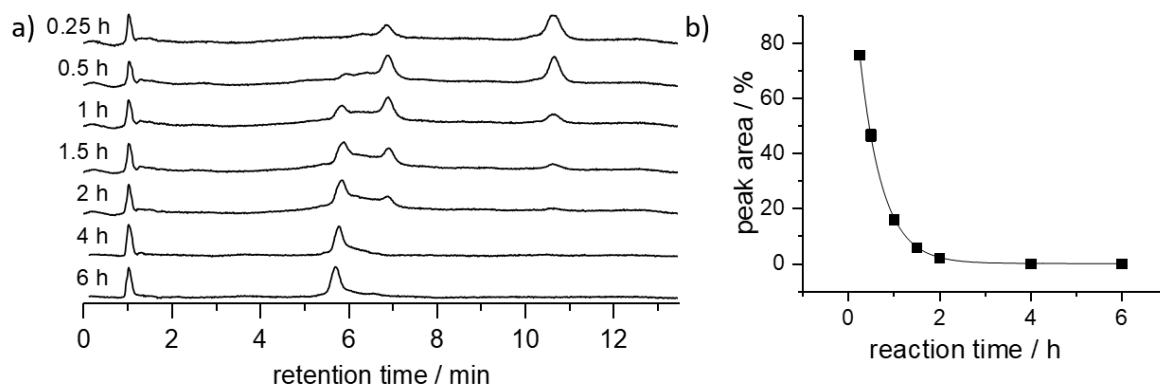 a)
0.25 h
0.5 h
1 h
1.5 h
2 h
4 h
6 h
0 2 4 6 8 10 12
retention time / min
b)
peak area / %
80
60
40
20
0
0 2 4 6
reaction time / h